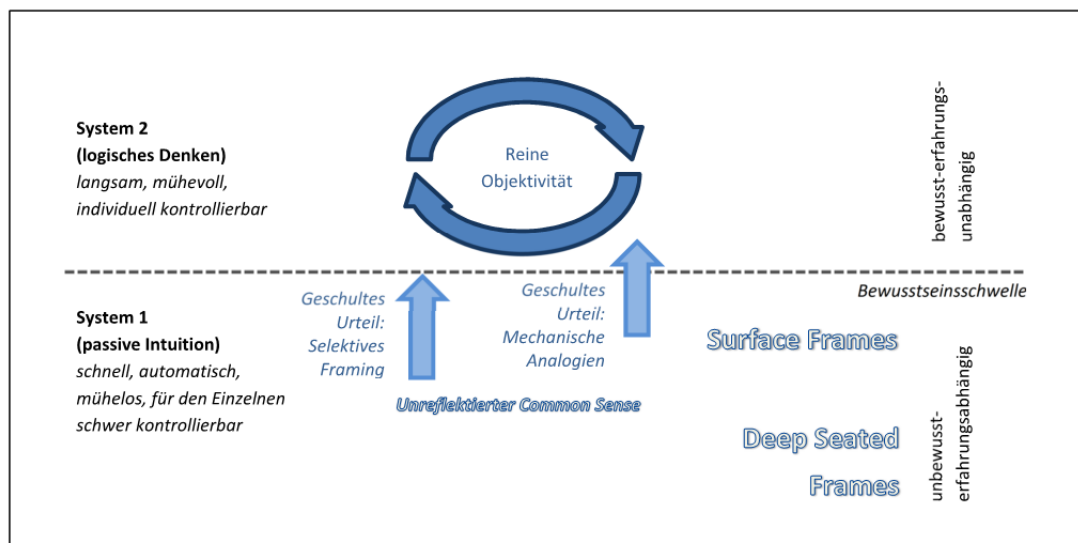 System 2
(logisches Denken)
langsam, mühevoll,
individuell kontrollierbar
Reine
Objektivität
bewusst-erfahrungs-
unabhängig
Bewusstseinsschwelle
System 1
(passive Intuition)
schnell, automatisch,
mühelos, für den Einzelnen
schwer kontrollierbar
Geschultes
Urteil:
Selektives
Framing
Geschultes
Urteil:
Mechanische
Analogien
Unreflektierter Common Sense
Surface Frames
Deep Seated
Frames
unbewusst-
erfahrungsabhängig